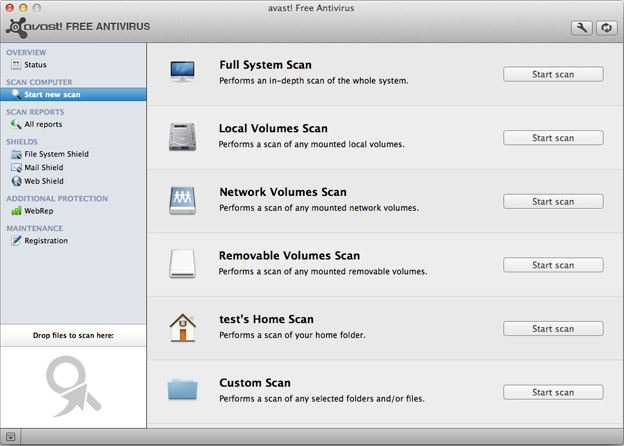 avast! Free Antivirus
avast! FREE ANTIVIRUS
OVERVIEW
Status
SCAN COMPUTER
Start new scan
SCAN REPORTS
All reports
SHIELDS
File System Shield
Mail Shield
Web Shield
ADDITIONAL PROTECTION
WebRep
MAINTENANCE
Registration
Drop files to scan here:
Full System Scan
Performs an in-depth scan of the whole system.
Start scan
Local Volumes Scan
Performs a scan of any mounted local volumes.
Start scan
Network Volumes Scan
Performs a scan of any mounted network volumes.
Start scan
Removable Volumes Scan
Performs a scan of any mounted removable volumes.
Start scan
test's Home Scan
Performs a scan of your home folder.
Start scan
Custom Scan
Performs a scan of any selected folders and/or files.
Start scan